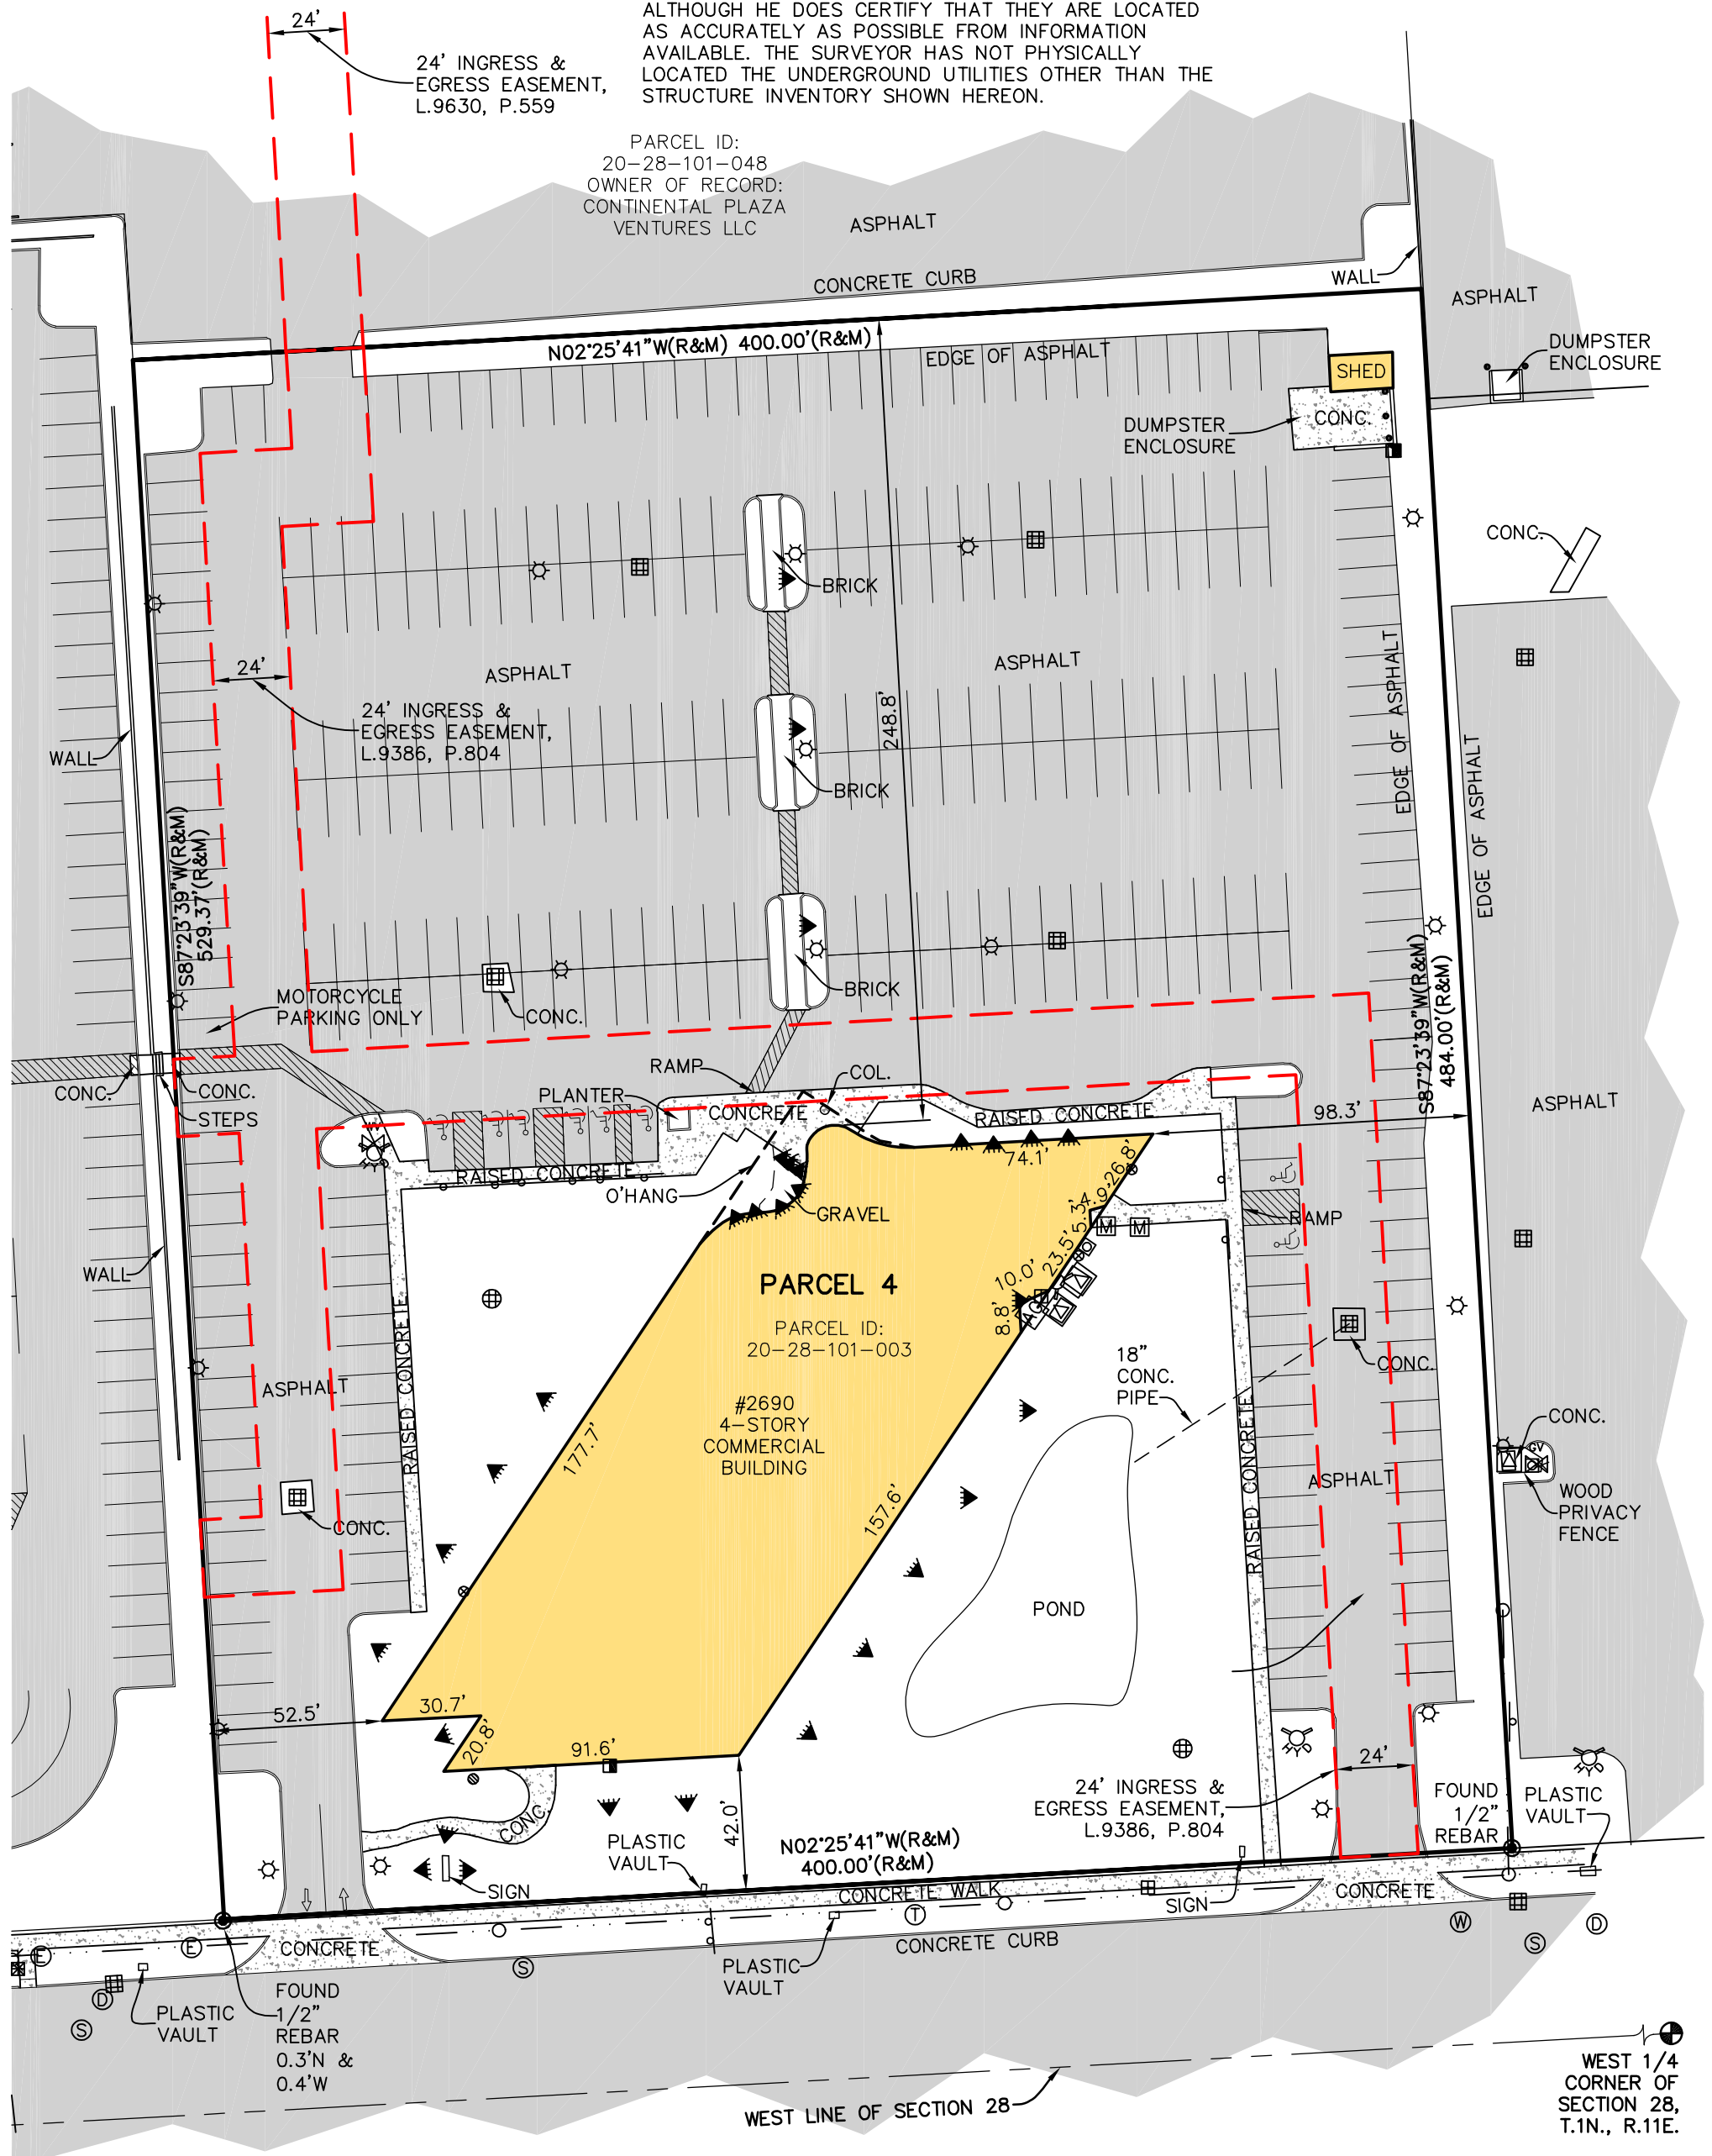 24'
24' INGRESS &
EGRESS EASEMENT,
L.9630, P.559
ALTHOUGH HE DOES CERTIFY THAT THEY ARE LOCATED
AS ACCURATELY AS POSSIBLE FROM INFORMATION
AVAILABLE. THE SURVEYOR HAS NOT PHYSICALLY
LOCATED THE UNDERGROUND UTILITIES OTHER THAN THE
STRUCTURE INVENTORY SHOWN HEREON.
PARCEL ID:
20-28-101-048
OWNER OF RECORD:
CONTINENTAL PLAZA
VENTURES LLC
ASPHALT
CONCRETE CURB
WALL
ASPHALT
N02°25'41"W(R&M) 400.00'(R&M)
EDGE OF ASPHALT
SHED
DUMPSTER
ENCLOSURE
DUMPSTER
ENCLOSURE
CONC.
CONC.
BRICK
ASPHALT
ASPHALT
24'
24' INGRESS &
EGRESS EASEMENT,
L.9386, P.804
248.8'
EDGE OF ASPHALT
EDGE OF ASPHALT
WALL
BRICK
S87°23'39"W(R&M)
529.37'(R&M)
MOTORCYCLE
PARKING ONLY
CONC.
BRICK
S87°23'39"W(R&M)
484.00'(R&M)
RAMP
COL.
CONC.
CONC.
STEPS
PLANTER
CONCRETE
RAISED CONCRETE
98.3'
ASPHALT
RAISED CONCRETE
O'HANG
GRAVEL
74.1'
26.8'
4.9'
5.3'
23.5'
10.0'
8.8'
AC
M
M
RAMP
WALL
PARCEL 4
PARCEL ID:
20-28-101-003
#2690
4-STORY
COMMERCIAL
BUILDING
RAISED CONCRETE
ASPHALT
177.7'
157.6'
18"
CONC.
PIPE
CONC.
RAISED CONCRETE
ASPHALT
CONC.
GV
WOOD
PRIVACY
FENCE
CONC.
POND
52.5'
30.7'
20.8'
91.6'
42.0'
CONC.
24'
24' INGRESS &
EGRESS EASEMENT,
L.9386, P.804
FOUND
1/2"
REBAR
PLASTIC
VAULT
PLASTIC
VAULT
N02°25'41"W(R&M)
400.00'(R&M)
SIGN
CONCRETE WALK
SIGN
CONCRETE
T
W
D
S
E
E
CONCRETE
S
CONCRETE CURB
PLASTIC
VAULT
D
S
PLASTIC
VAULT
FOUND
1/2"
REBAR
0.3'N &
0.4'W
WEST LINE OF SECTION 28
WEST 1/4
CORNER OF
SECTION 28,
T.1N., R.11E.